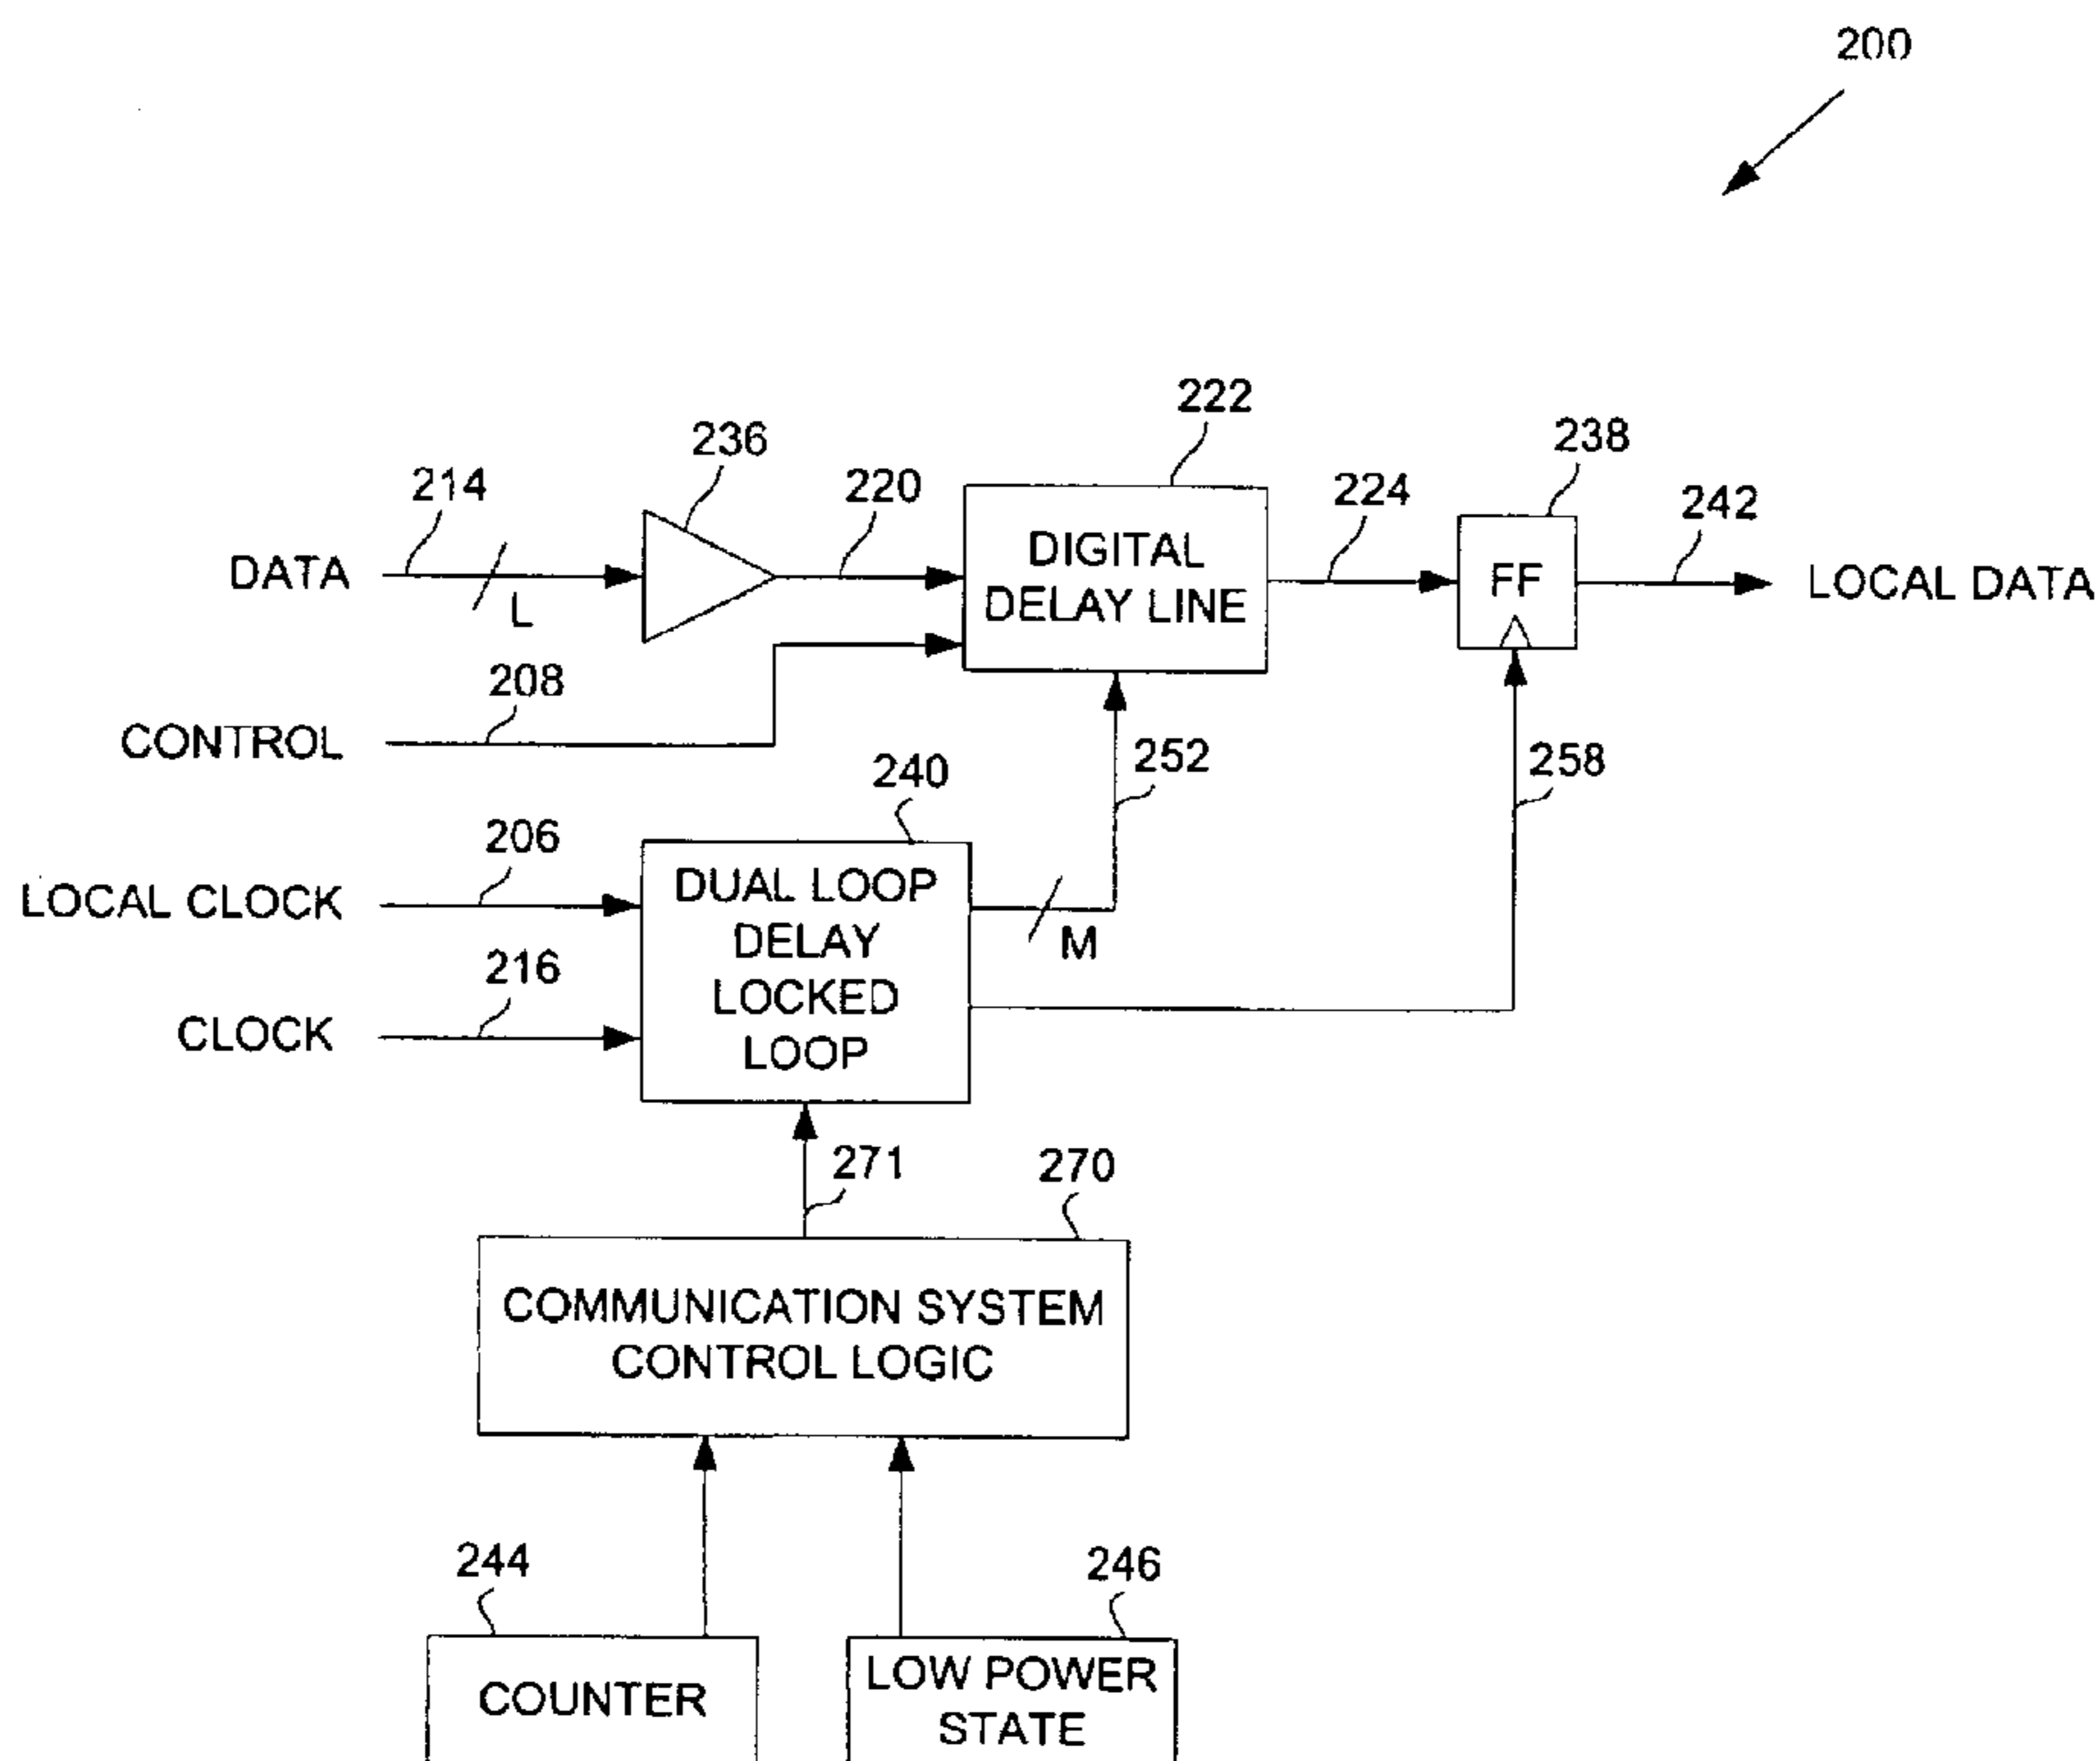 200
222
236
238
214
220
224
242
DATA
L
DIGITAL
DELAY LINE
FF
LOCAL DATA
208
CONTROL
240
252
258
206
LOCAL CLOCK
DUAL LOOP
DELAY
LOCKED
LOOP
M
216
CLOCK
271
270
COMMUNICATION SYSTEM
CONTROL LOGIC
244
246
COUNTER
LOW POWER
STATE